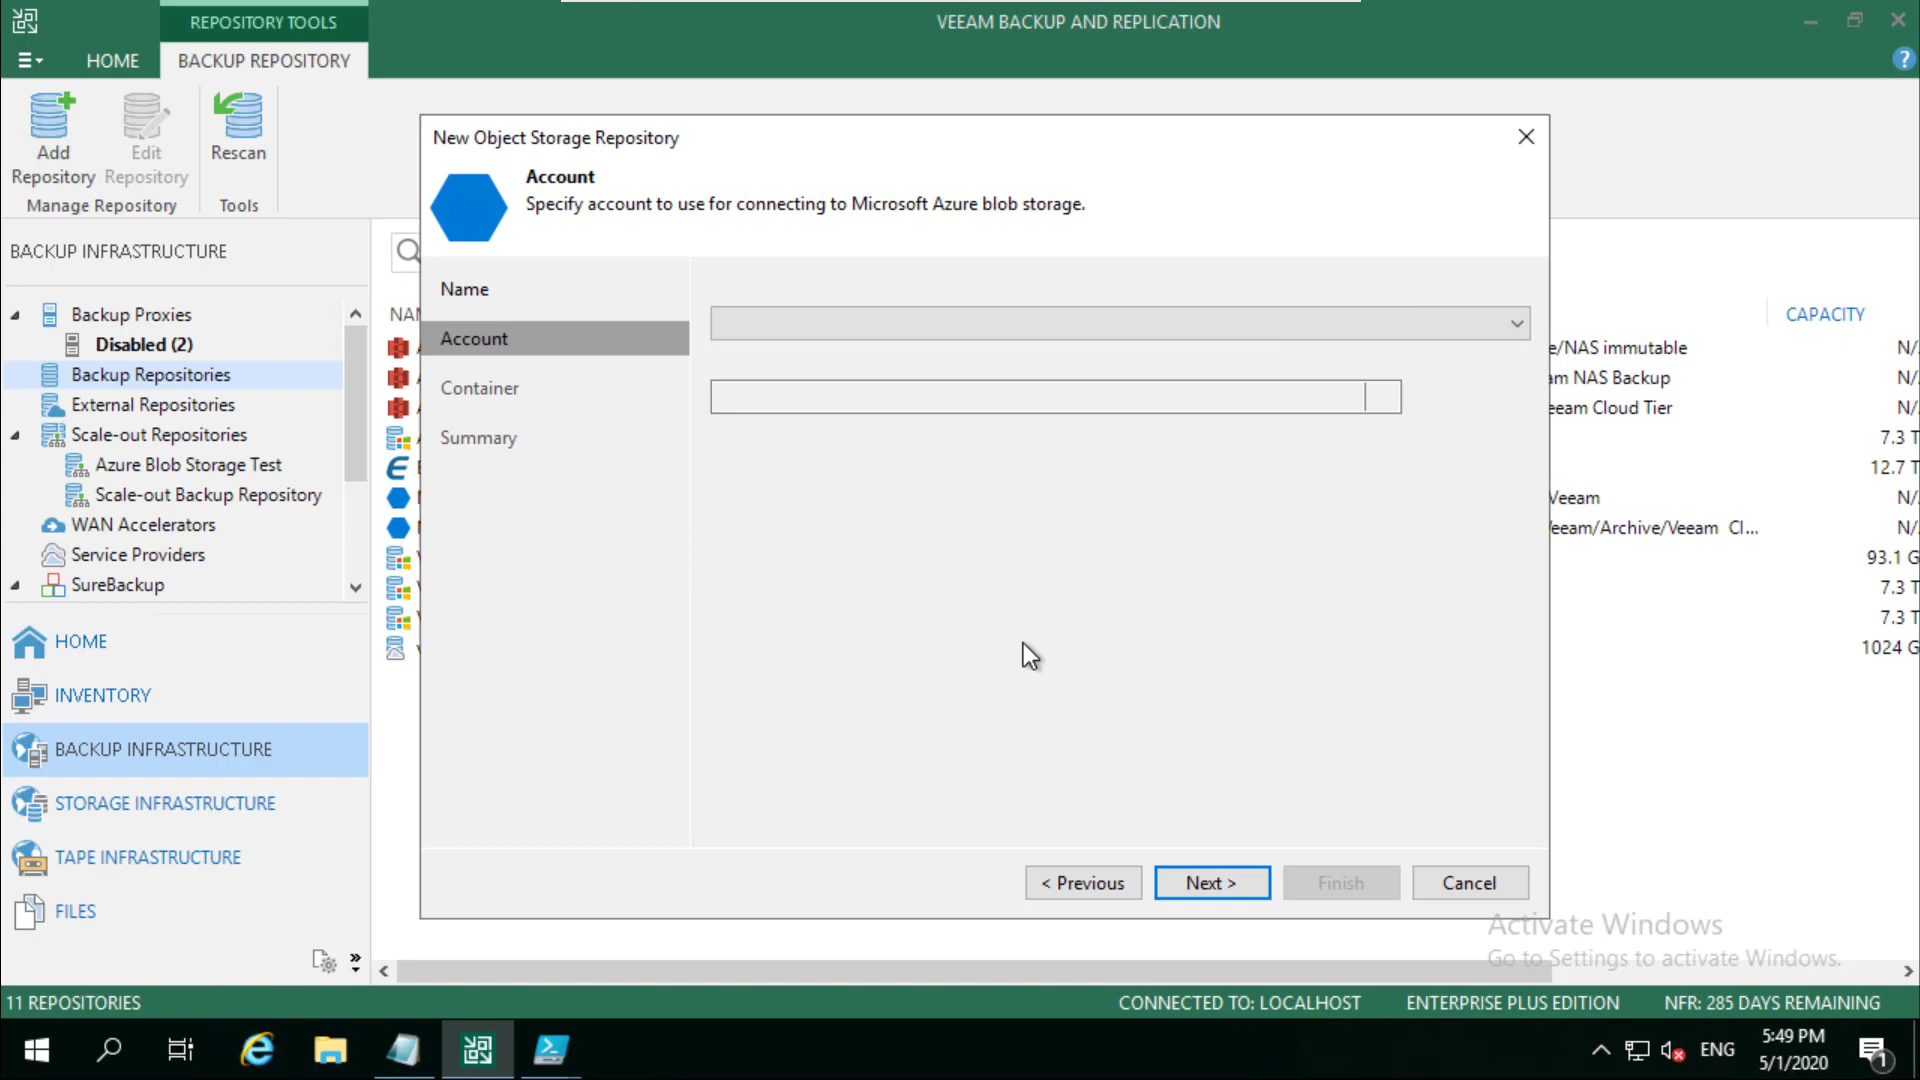 REPOSITORY TOOLS
VEEAM BACKUP AND REPLICATION
HOME
BACKUP REPOSITORY
?
Add Repository
Edit Repository
Rescan
Manage Repository
Tools
New Object Storage Repository
Account
Specify account to use for connecting to Microsoft Azure blob storage.
Name
Account
Container
Summary
< Previous
Next >
Finish
Cancel
BACKUP INFRASTRUCTURE
Backup Proxies
Disabled (2)
Backup Repositories
External Repositories
Scale-out Repositories
Azure Blob Storage Test
Scale-out Backup Repository
WAN Accelerators
Service Providers
SureBackup
HOME
INVENTORY
BACKUP INFRASTRUCTURE
STORAGE INFRASTRUCTURE
TAPE INFRASTRUCTURE
FILES
CAPACITY
e/NAS immutable N/
am NAS Backup N/
eeam Cloud Tier N/
7.3 T
12.7 T
Veeam N/
eeam/Archive/Veeam Cl... N/
93.1 G
7.3 T
7.3 T
1024 G
Activate Windows
Go to Settings to activate Windows.
11 REPOSITORIES
CONNECTED TO: LOCALHOST
ENTERPRISE PLUS EDITION
NFR: 285 DAYS REMAINING
ENG
5:49 PM
5/1/2020
1